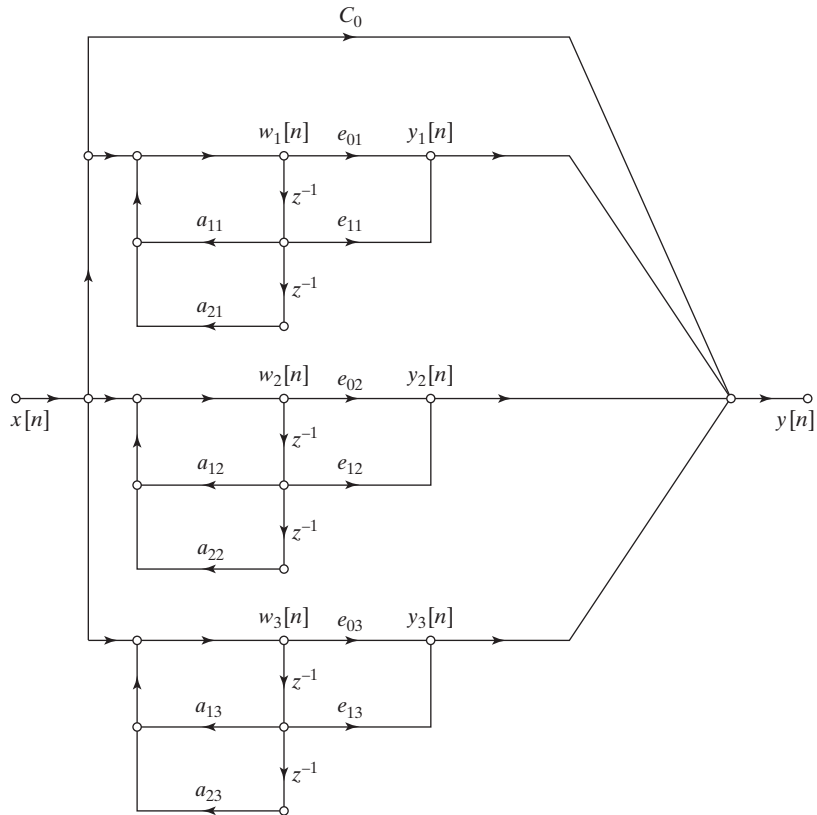 C₀
w₁[n] e₀₁ y₁[n]
z⁻¹
a₁₁ e₁₁
z⁻¹
a₂₁
w₂[n] e₀₂ y₂[n]
x[n] y[n]
z⁻¹
a₁₂ e₁₂
z⁻¹
a₂₂
w₃[n] e₀₃ y₃[n]
z⁻¹
a₁₃ e₁₃
z⁻¹
a₂₃